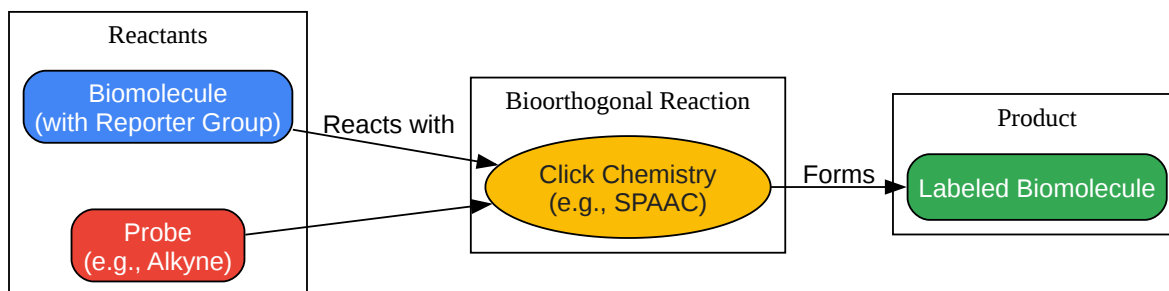 Reactants
Biomolecule
(with Reporter Group)
Probe
(e.g., Alkyne)
Reacts with
Bioorthogonal Reaction
Click Chemistry
(e.g., SPAAC)
Forms
Product
Labeled Biomolecule